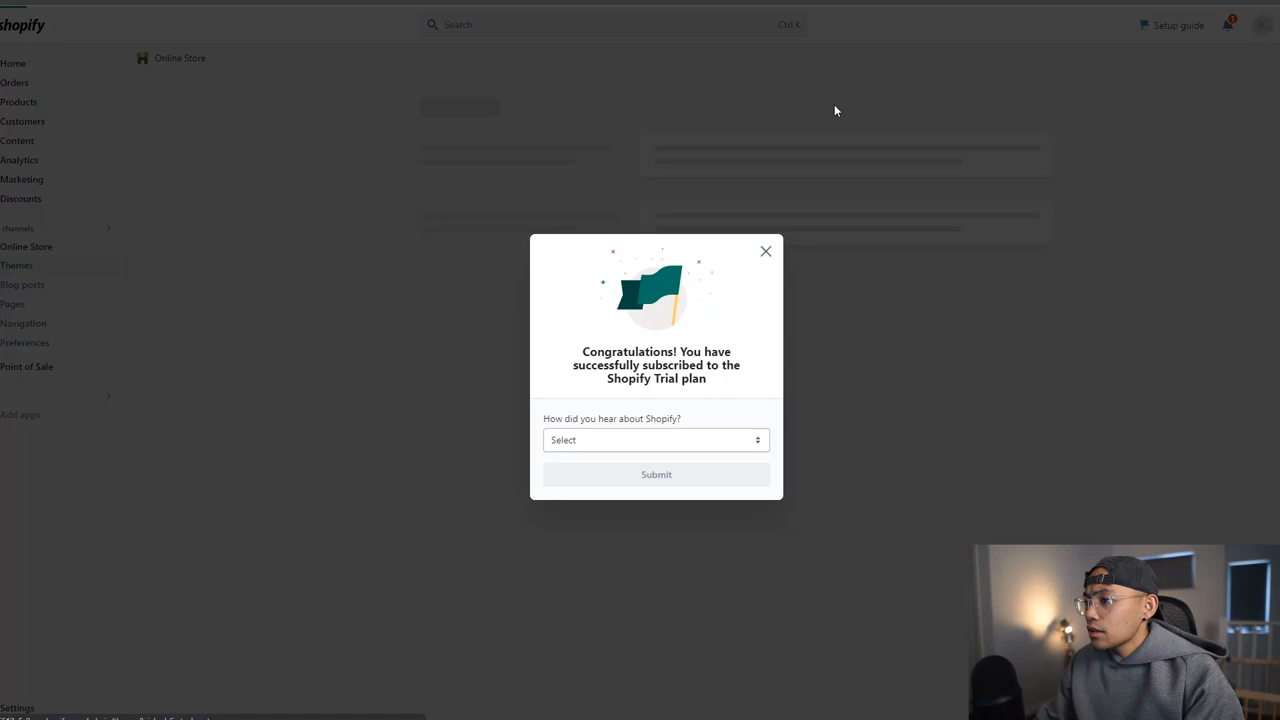 shopify
Search
Ctrl K
Setup guide
1
JC
Online Store
Home
Orders
Products
Customers
Content
Analytics
Marketing
Discounts
channels
Online Store
Themes
Blog posts
Pages
Navigation
Preferences
Point of Sale
Add apps
Settings
Congratulations! You have
successfully subscribed to the
Shopify Trial plan
How did you hear about Shopify?
Select
Submit